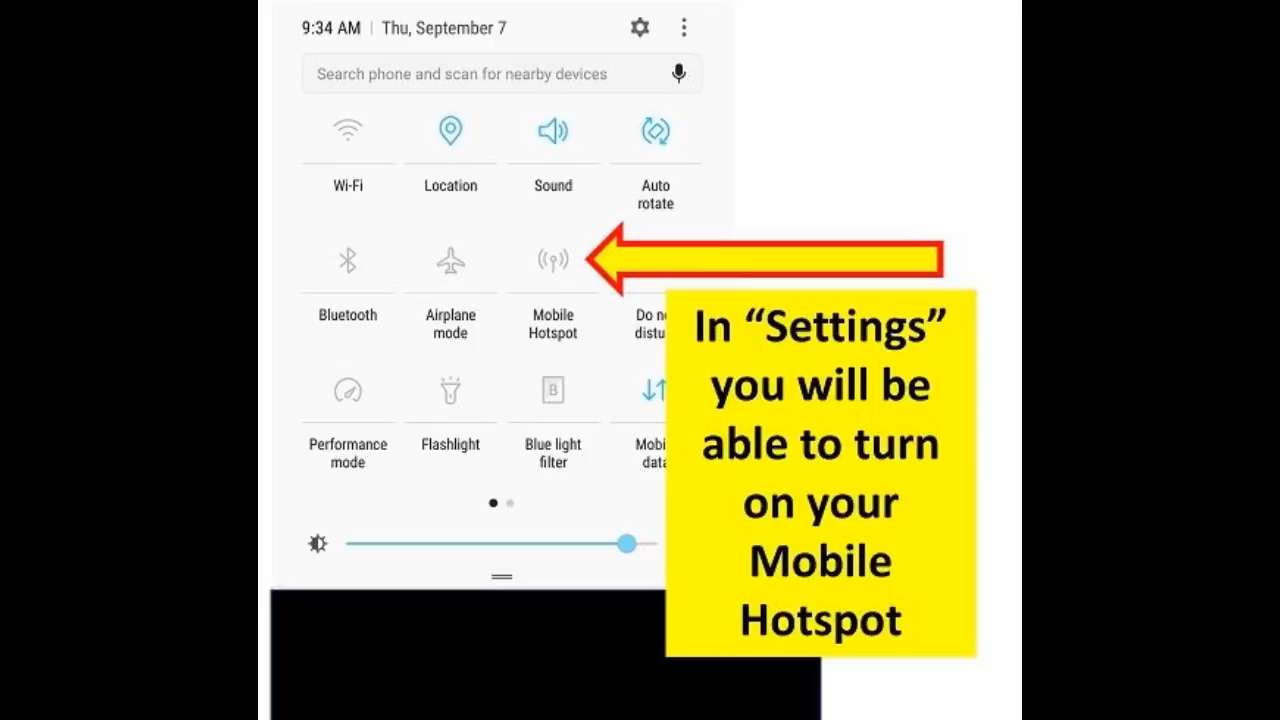 9:34 AM | Thu, September 7
Search phone and scan for nearby devices
Wi-Fi Location Sound Auto rotate
Bluetooth Airplane mode Mobile Hotspot Do
Performance mode Flashlight Blue light filter
B
In “Settings”
you will be
able to turn
on your
Mobile
Hotspot